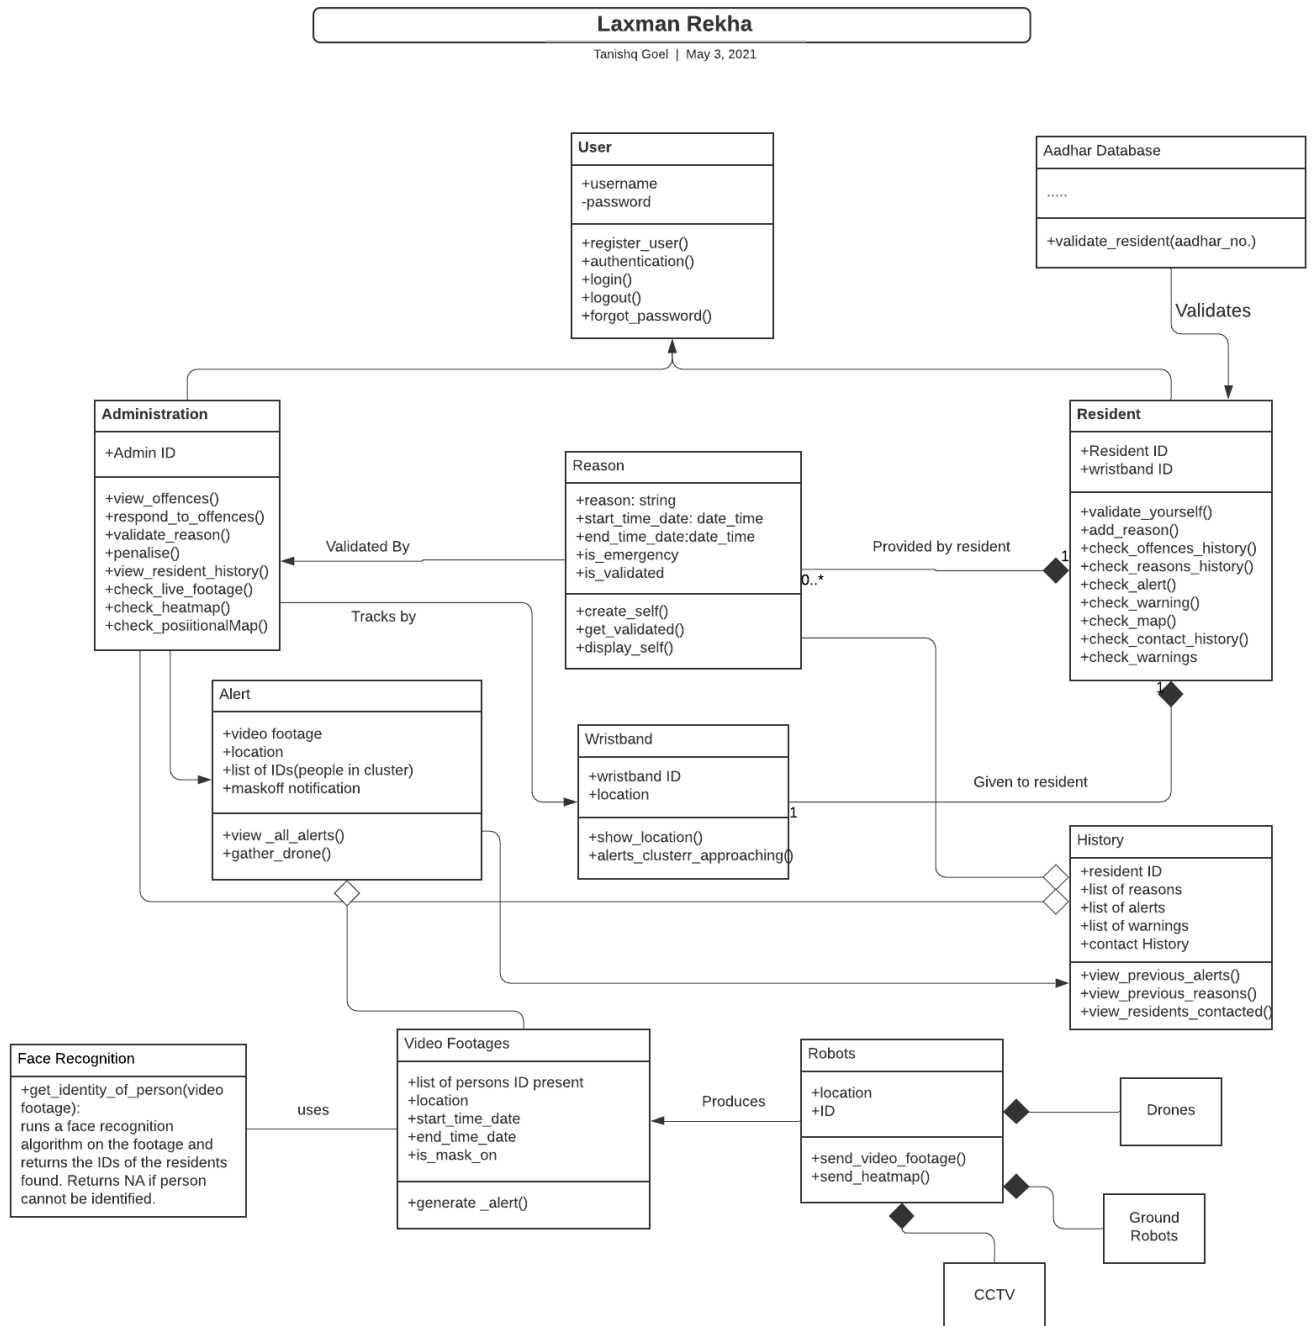 Laxman Rekha
Tanishq Goel | May 3, 2021
User
+username
-password
+register_user()
+authentication()
+login()
+logout()
+forgot_password()
Aadhar Database
.....
+validate_resident(aadhar_no.)
Validates
Administration
+Admin ID
+view_offences()
+respond_to_offences()
+validate_reason()
+penalise()
+view_resident_history()
+check_live_footage()
+check_heatmap()
+check_posiitionalMap()
Validated By
Tracks by
Reason
+reason: string
+start_time_date: date_time
+end_time_date:date_time
+is_emergency
+is_validated
+create_self()
+get_validated()
+display_self()
Provided by resident
1
0..*
Resident
+Resident ID
+wristband ID
+validate_yourself()
+add_reason()
+check_offences_history()
+check_reasons_history()
+check_alert()
+check_warning()
+check_map()
+check_contact_history()
+check_warnings
1
Alert
+video footage
+location
+list of IDs(people in cluster)
+maskoff notification
+view _all_alerts()
+gather_drone()
Wristband
+wristband ID
+location
+show_location()
+alerts_clusterr_approaching()
Given to resident
1
History
+resident ID
+list of reasons
+list of alerts
+list of warnings
+contact History
+view_previous_alerts()
+view_previous_reasons()
+view_residents_contacted()
Face Recognition
+get_identity_of_person(video
footage):
runs a face recognition
algorithm on the footage and
returns the IDs of the residents
found. Returns NA if person
cannot be identified.
uses
Video Footages
+list of persons ID present
+location
+start_time_date
+end_time_date
+is_mask_on
+generate _alert()
Produces
Robots
+location
+ID
+send_video_footage()
+send_heatmap()
Drones
Ground
Robots
CCTV